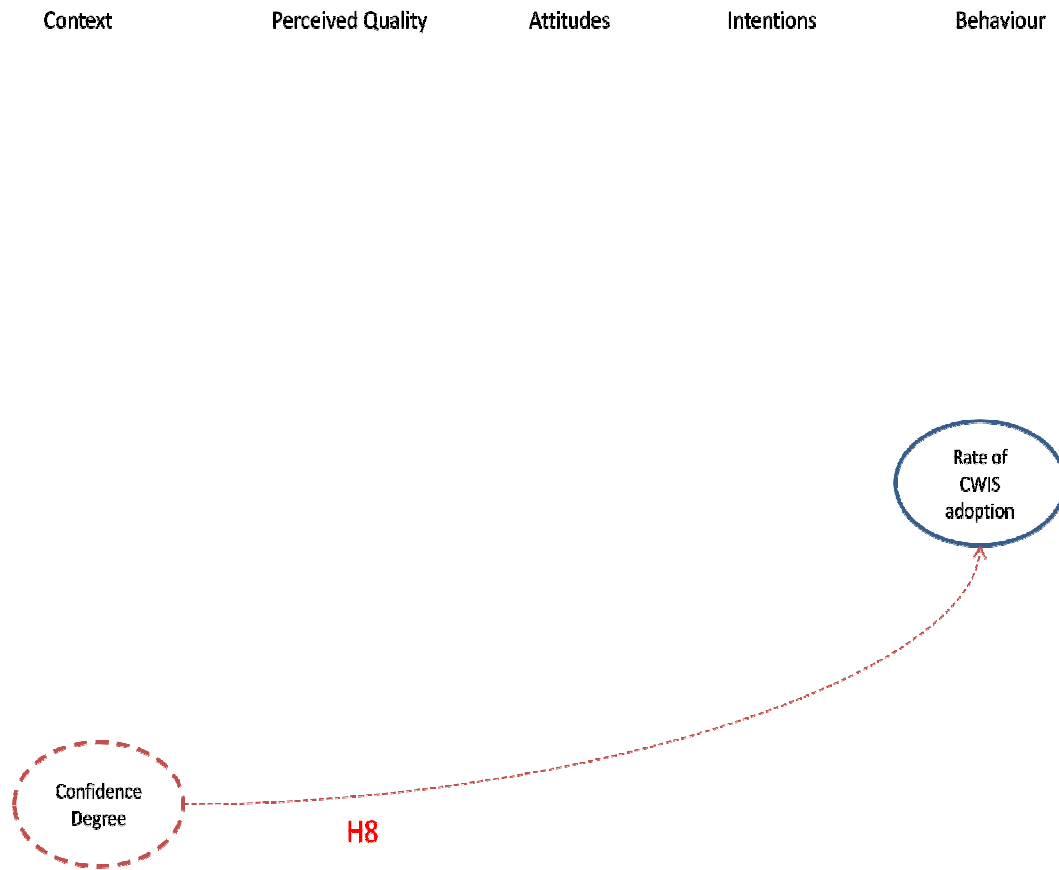 Context Perceived Quality Attitudes Intentions Behaviour
Rate of
CWIS
adoption
Confidence
Degree
H8